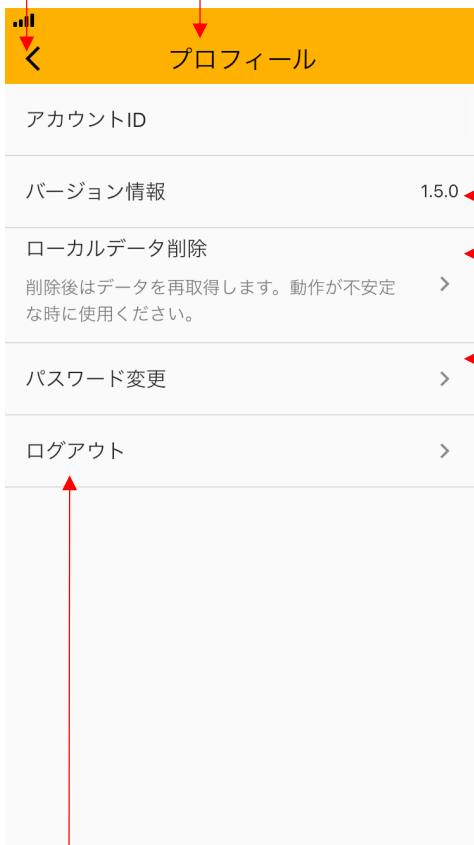 プロフィール
アカウントID
バージョン情報 1.5.0
ローカルデータ削除
削除後はデータを再取得します。動作が不安定
な時に使用ください。
パスワード変更
ログアウト